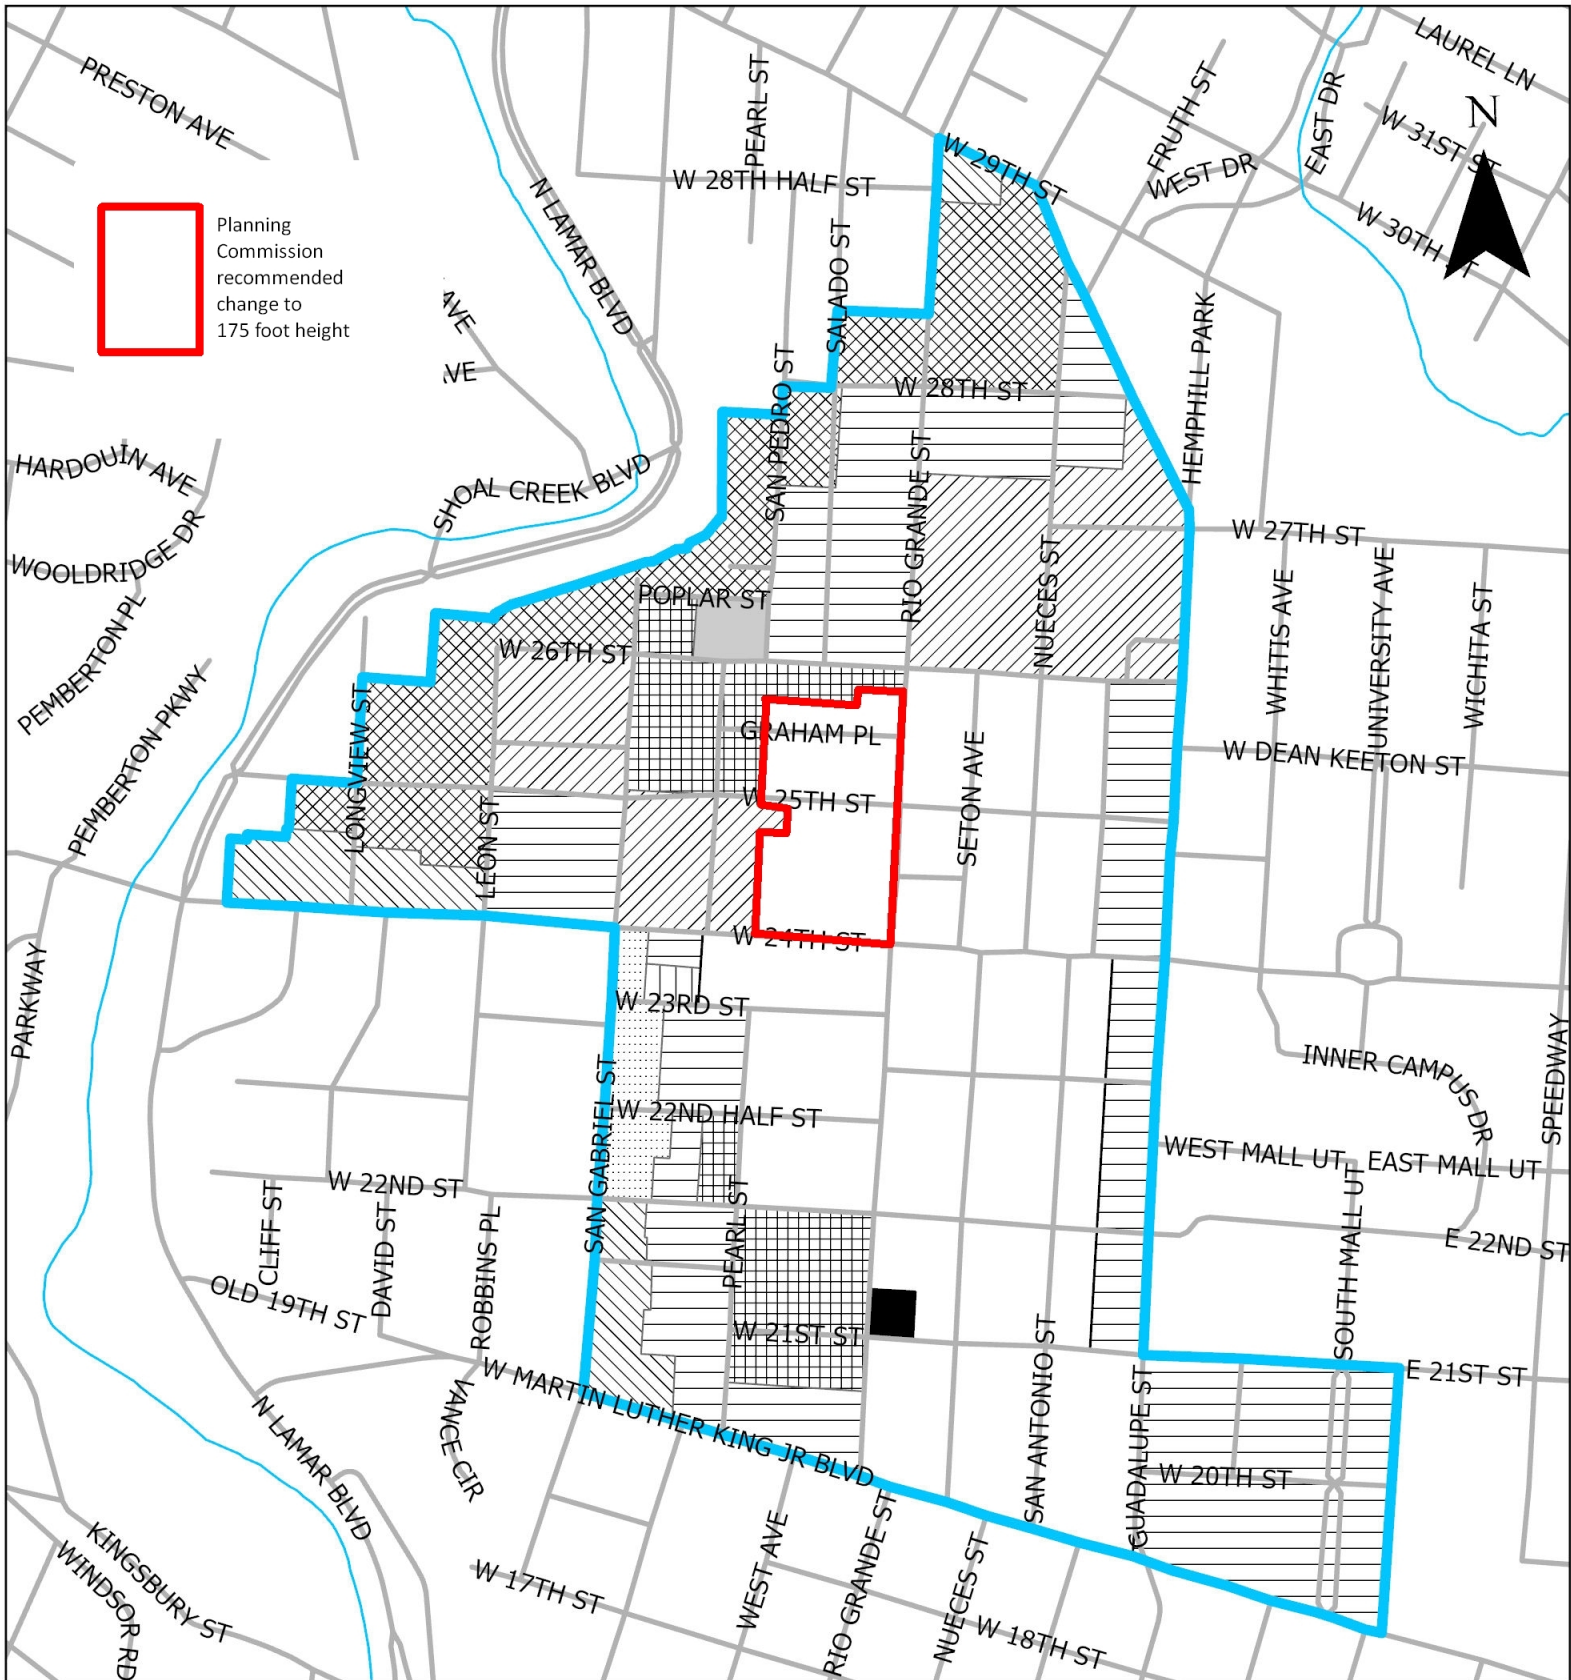 LAUREL LN
PRESTON AVE
PEARL ST
FRUTH ST
EAST DR
N
W 31ST ST
W 29TH ST
WEST DR
W 28TH HALF ST
N LAMAR BLVD
W 30TH ST
Planning
Commission
recommended
change to
175 foot height
SALADO ST
AVE
HEMPHILL PARK
VE
SAN PEDRO ST
W 28TH ST
HARDOUIN AVE
SHOAL CREEK BLVD
RIO GRANDE ST
WOOLDRIDGE DR
W 27TH ST
NUECES ST
WHITIS AVE
UNIVERSITY AVE
WICHITA ST
PEMBERTON PL
POPLAR ST
W 26TH ST
PEMBERTON PKWY
LONGVIEW ST
GRAHAM PL
SETON AVE
W DEAN KEETON ST
W 25TH ST
LEON ST
W 24TH ST
PARKWAY
W 23RD ST
SPEEDWAY
INNER CAMPUS DR
SAN GABRIEL ST
W 22ND HALF ST
WEST MALL UT
EAST MALL UT
W 22ND ST
CLIFF ST
DAVID ST
ROBBINS PL
PEARL ST
SOUTH MALL UT
E 22ND ST
OLD 19TH ST
W 21ST ST
SAN ANTONIO ST
E 21ST ST
W MARTIN LUTHER KING JR BLVD
VANCE CIR
GUADALUPE ST
N LAMAR BLVD
W 20TH ST
KINGSBURY ST
WINDSOR RD
W 17TH ST
WEST AVE
RIO GRANDE ST
NUECES ST
W 18TH ST